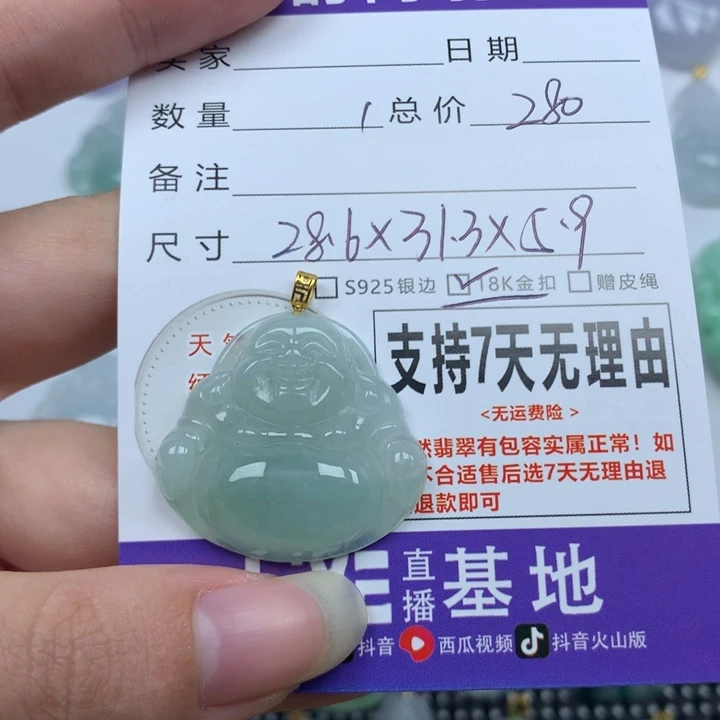 卖家 日期
数量 1 总价 280
备注
尺寸 28.6×31.3×5.9
S925银边 ✓ 18K金扣 赠皮绳
天
支持7天无理由
<无运费险>
然翡翠有包容实属正常！如
不合适售后选7天无理由退
退款即可
直播基地
抖音 西瓜视频 抖音火山版